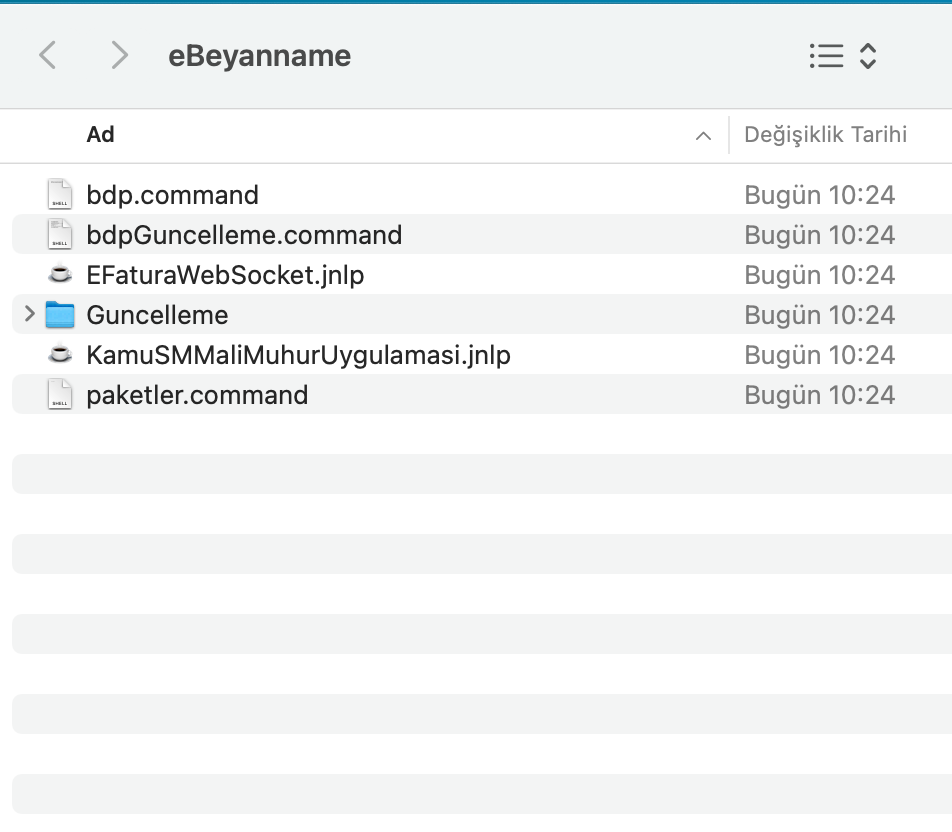 eBeyanname
Ad Değişiklik Tarihi
bdp.command Bugün 10:24
bdpGuncelleme.command Bugün 10:24
EFaturaWebSocket.jnlp Bugün 10:24
Guncelleme Bugün 10:24
KamuSMMaliMuhurUygulamasi.jnlp Bugün 10:24
paketler.command Bugün 10:24